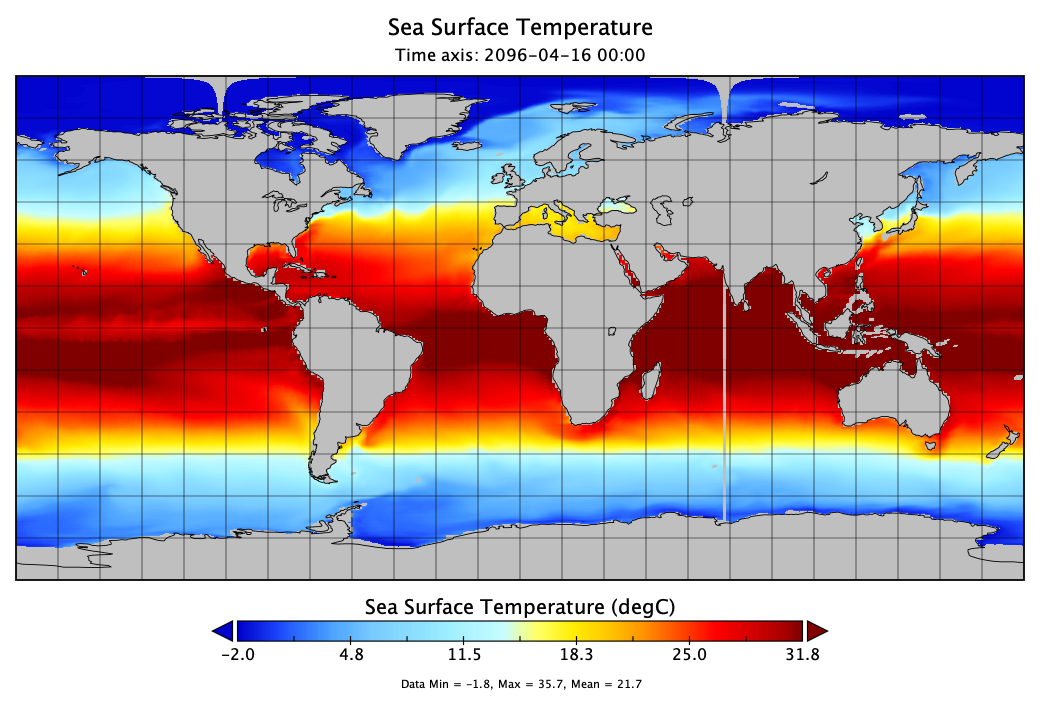 Sea Surface Temperature
Time axis: 2096-04-16 00:00
Sea Surface Temperature (degC)
-2.0 4.8 11.5 18.3 25.0 31.8
Data Min = -1.8, Max = 35.7, Mean = 21.7